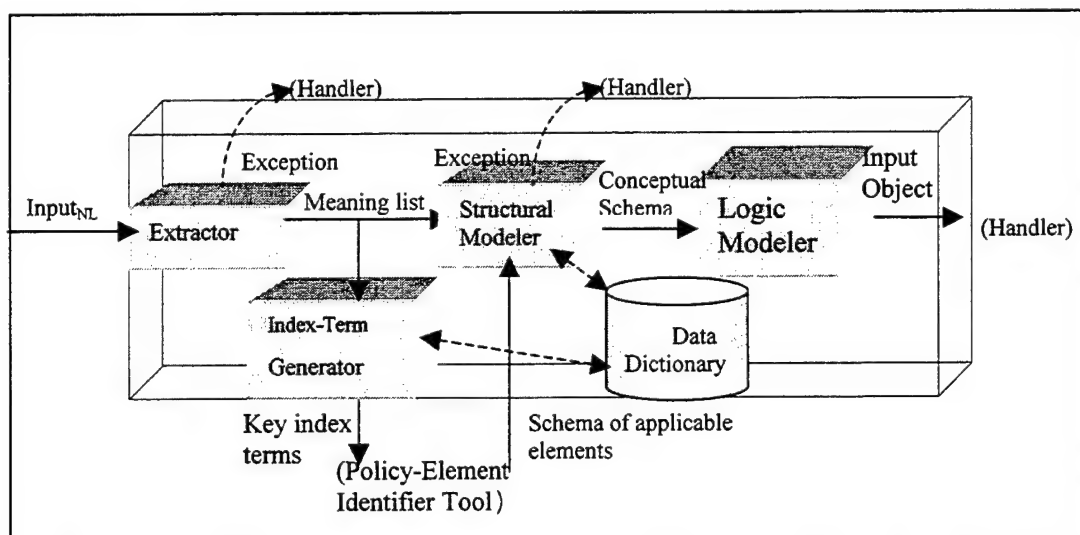 (Handler)
(Handler)
Exception
Exception
Input
Object
Conceptual
Schema
InputNL
Meaning list
Extractor
Structural
Modeler
Logic
Modeler
(Handler)
Index-Term
Generator
Data
Dictionary
Key index
terms
Schema of applicable
elements
(Policy-Element
Identifier Tool)